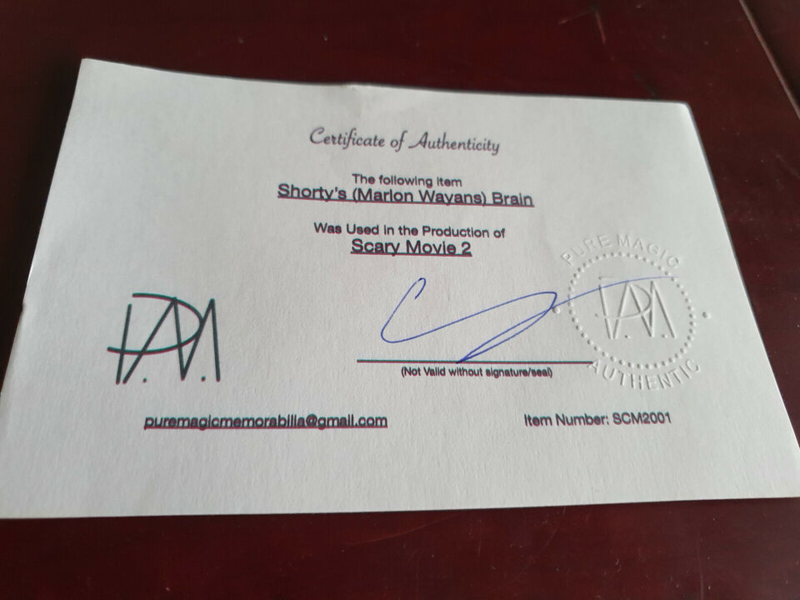 Certificate of Authenticity
The following item
Shorty's (Marlon Wayans) Brain
Was Used in the Production of
Scary Movie 2
PURE MAGIC
P.M.
P.M.
AUTHENTIC
(Not Valid without signature/seal)
puremagicmemorabilia@gmail.com
Item Number: SCM2001